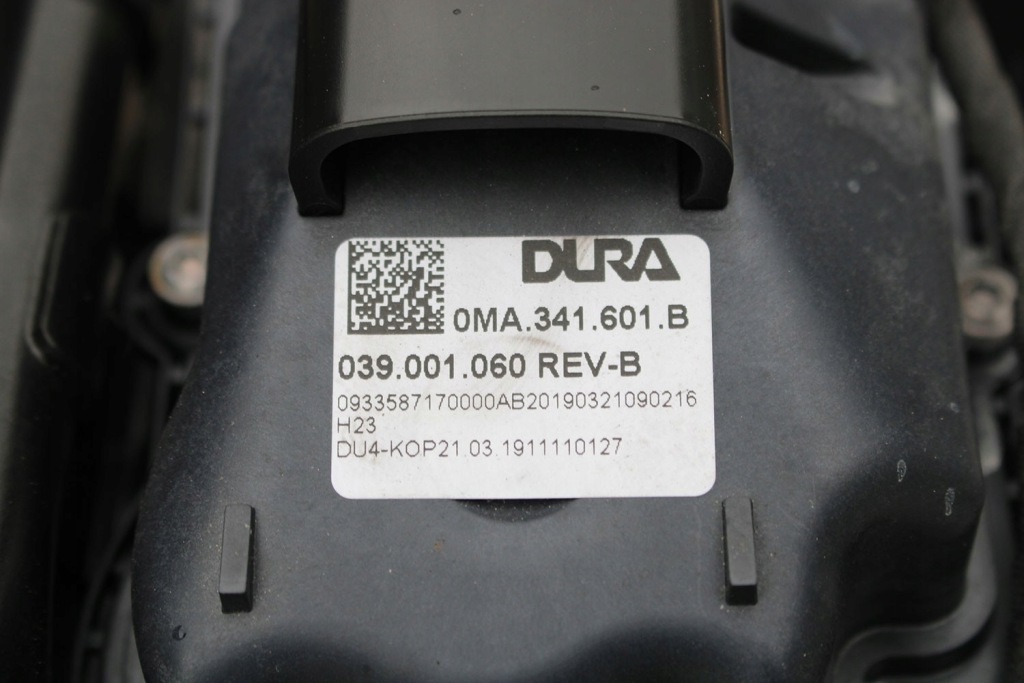 DURA
0MA.341.601.B
039.001.060 REV-B
0933587170000AB20190321090216
H23
DU4-KOP21.03.1911110127